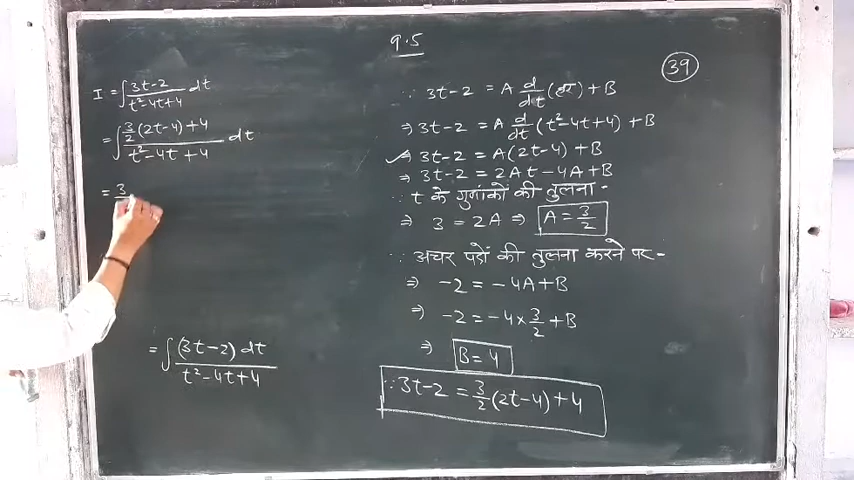 9.5
39
I = ∫ 3t-2 / t²-4t+4 dt
= ∫ 3/2 (2t-4) + 4 / t²-4t+4 dt
= 3
= ∫ (3t-2) dt / t²-4t+4
∵ 3t-2 = A d/dt (हर) + B
⇒ 3t-2 = A d/dt (t²-4t+4) + B
✓ 3t-2 = A(2t-4) + B
⇒ 3t-2 = 2At - 4A + B
∵ t के गुणांकों की तुलना -
⇒ 3 = 2A ⇒ A = 3/2
∵ अचर पदों की तुलना करने पर -
⇒ -2 = -4A + B
⇒ -2 = -4 × 3/2 + B
⇒ B = 4
∵ 3t-2 = 3/2 (2t-4) + 4